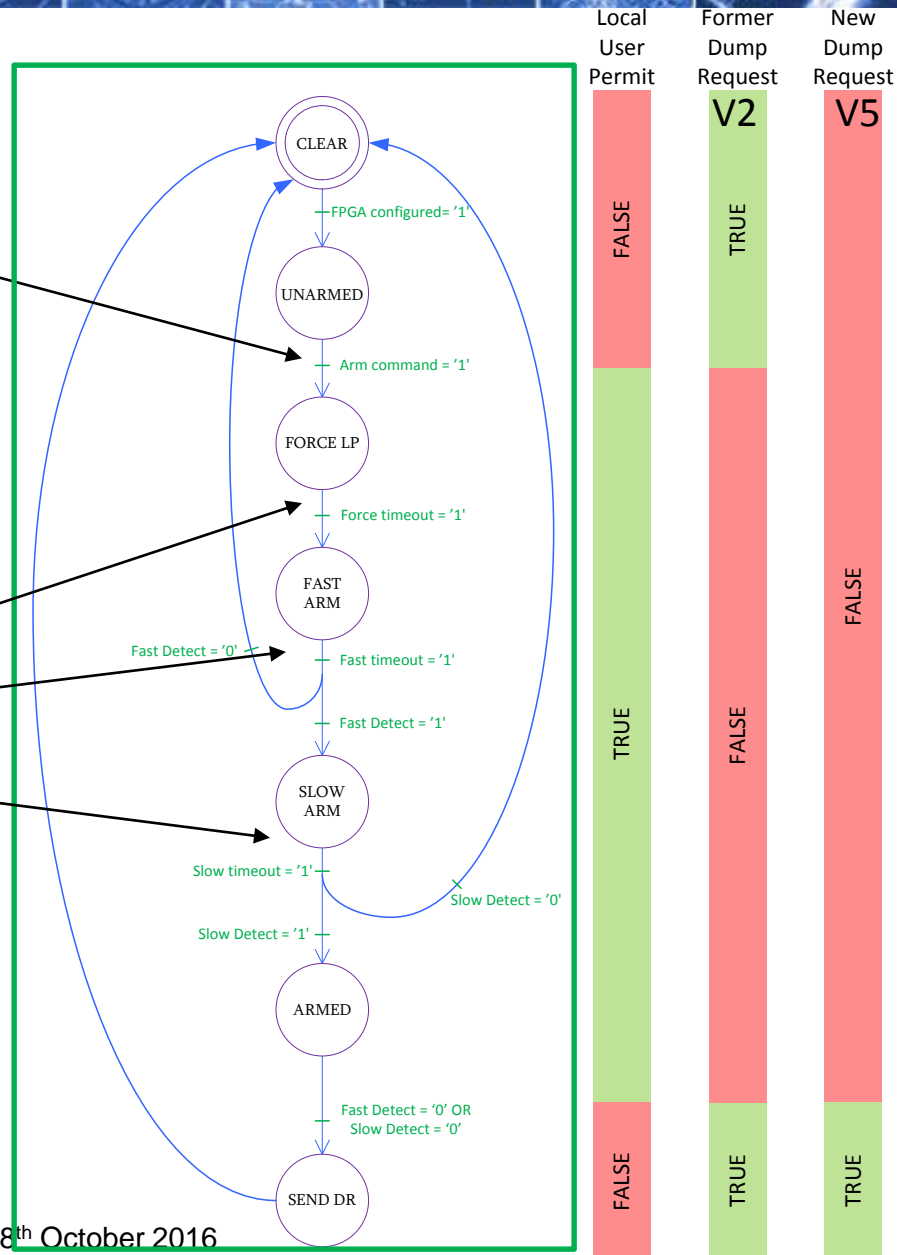 Local
User
Permit
Former
Dump
Request
New
Dump
Request
V2
V5
CLEAR
FPGA configured= '1'
FALSE
TRUE
UNARMED
Arm command = '1'
FORCE LP
Force timeout = '1'
FAST
ARM
FALSE
Fast Detect = '0'
Fast timeout = '1'
Fast Detect = '1'
TRUE
FALSE
SLOW
ARM
Slow timeout = '1'
Slow Detect = '0'
Slow Detect = '1'
ARMED
Fast Detect = '0' OR
Slow Detect = '0'
SEND DR
FALSE
TRUE
TRUE
8th October 2016